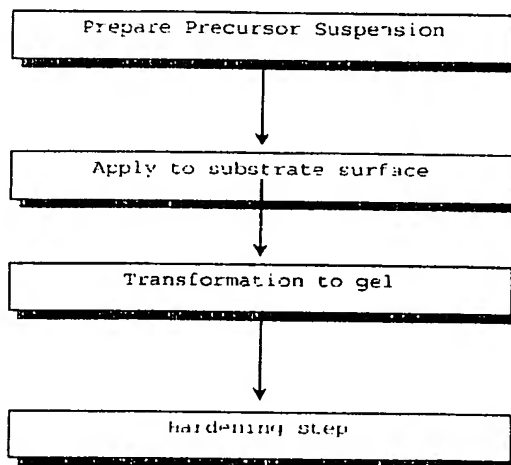 Prepare Precursor Suspension
Apply to substrate surface
Transformation to gel
hardening step